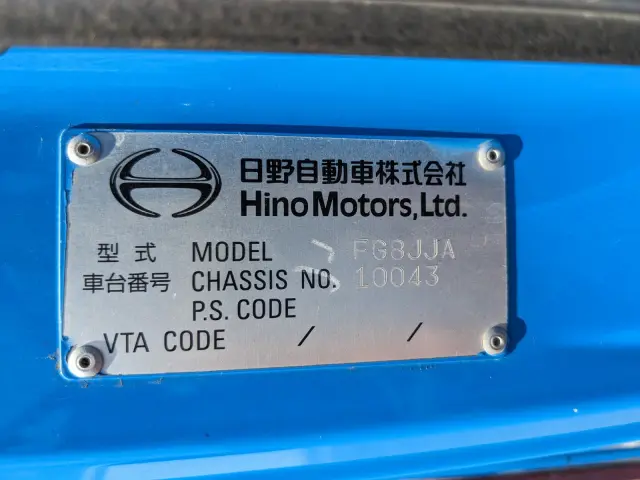 日野自動車株式会社
Hino Motors, Ltd.
型式 MODEL FG8JJA
車台番号 CHASSIS NO. 10043
P.S. CODE
VTA CODE / /